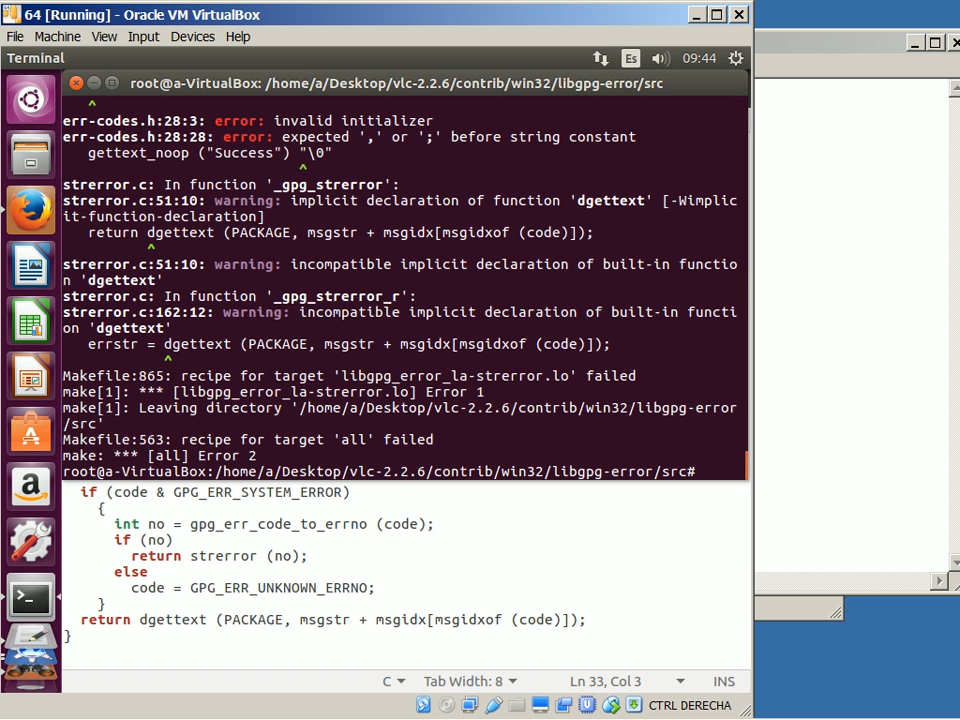 64 [Running] - Oracle VM VirtualBox
File Machine View Input Devices Help
Terminal Es 09:44
root@a-VirtualBox: /home/a/Desktop/vlc-2.2.6/contrib/win32/libgpg-error/src
^
err-codes.h:28:3: error: invalid initializer
err-codes.h:28:28: error: expected ',' or ';' before string constant
gettext_noop ("Success") "\0"
^
strerror.c: In function '_gpg_strerror':
strerror.c:51:10: warning: implicit declaration of function 'dgettext' [-Wimplic
it-function-declaration]
return dgettext (PACKAGE, msgstr + msgidx[msgidxof (code)]);
^
strerror.c:51:10: warning: incompatible implicit declaration of built-in functio
n 'dgettext'
strerror.c: In function '_gpg_strerror_r':
strerror.c:162:12: warning: incompatible implicit declaration of built-in functi
on 'dgettext'
errstr = dgettext (PACKAGE, msgstr + msgidx[msgidxof (code)]);
^
Makefile:865: recipe for target 'libgpg_error_la-strerror.lo' failed
make[1]: *** [libgpg_error_la-strerror.lo] Error 1
make[1]: Leaving directory '/home/a/Desktop/vlc-2.2.6/contrib/win32/libgpg-error
/src'
Makefile:563: recipe for target 'all' failed
make: *** [all] Error 2
root@a-VirtualBox:/home/a/Desktop/vlc-2.2.6/contrib/win32/libgpg-error/src#
if (code & GPG_ERR_SYSTEM_ERROR)
{
int no = gpg_err_code_to_errno (code);
if (no)
return strerror (no);
else
code = GPG_ERR_UNKNOWN_ERRNO;
}
return dgettext (PACKAGE, msgstr + msgidx[msgidxof (code)]);
}
C Tab Width: 8 Ln 33, Col 3 INS
CTRL DERECHA